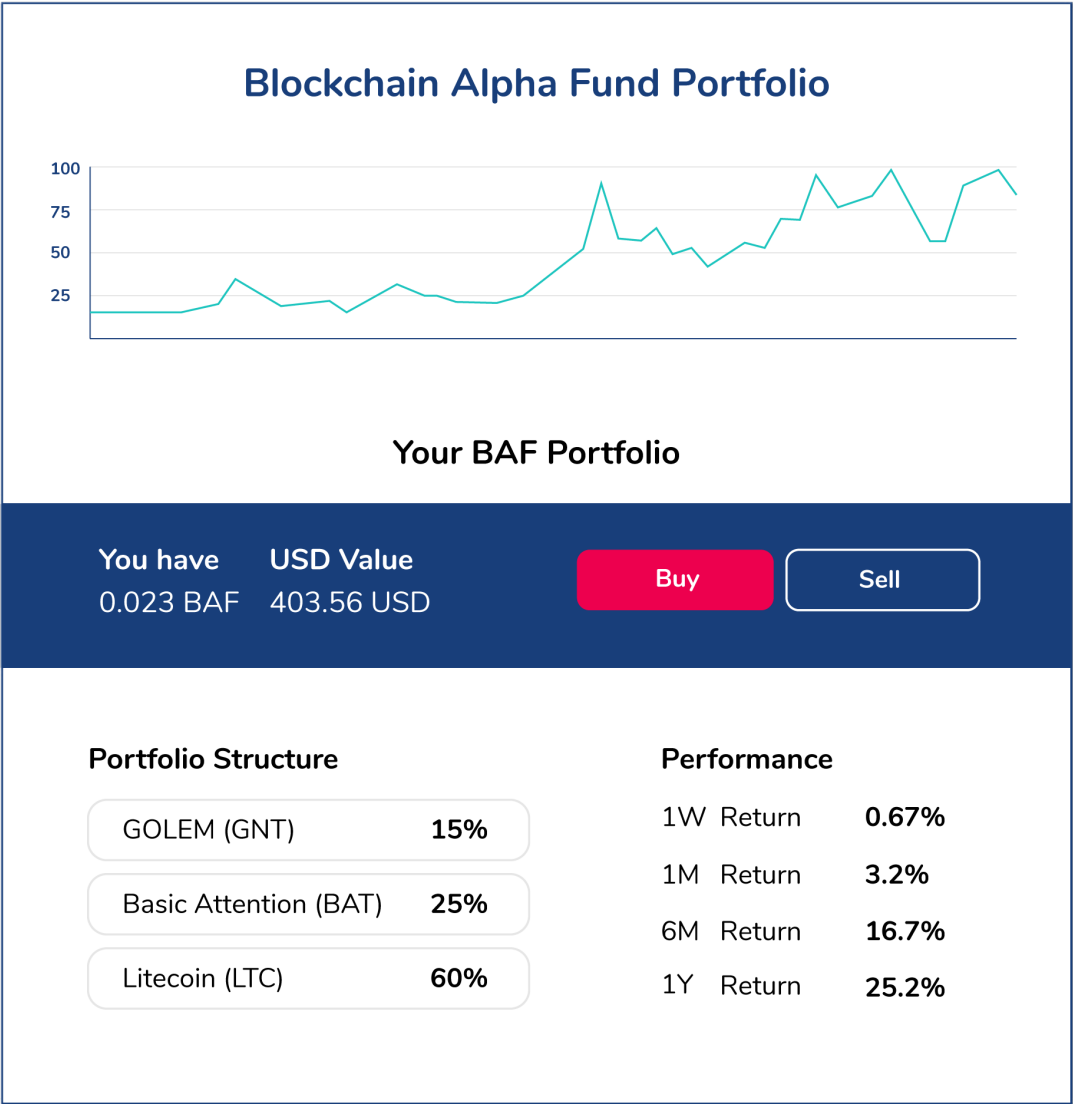 Blockchain Alpha Fund Portfolio
100
75
50
25
Your BAF Portfolio
You have USD Value
0.023 BAF 403.56 USD
Buy Sell
Portfolio Structure
GOLEM (GNT) 15%
Basic Attention (BAT) 25%
Litecoin (LTC) 60%
Performance
1W Return 0.67%
1M Return 3.2%
6M Return 16.7%
1Y Return 25.2%